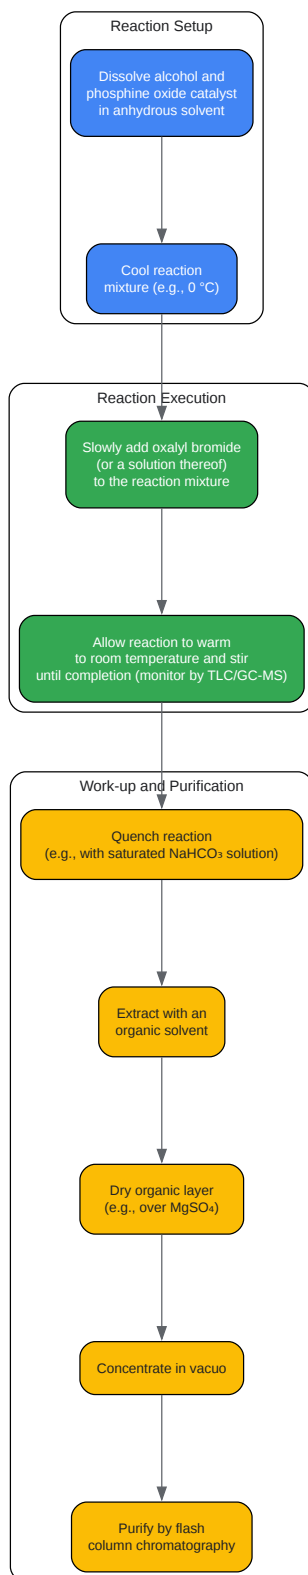 Reaction Setup
Dissolve alcohol and
phosphine oxide catalyst
in anhydrous solvent
Cool reaction
mixture (e.g., 0 °C)
Reaction Execution
Slowly add oxalyl bromide
(or a solution thereof)
to the reaction mixture
Allow reaction to warm
to room temperature and stir
until completion (monitor by TLC/GC-MS)
Work-up and Purification
Quench reaction
(e.g., with saturated NaHCO₃ solution)
Extract with an
organic solvent
Dry organic layer
(e.g., over MgSO₄)
Concentrate in vacuo
Purify by flash
column chromatography